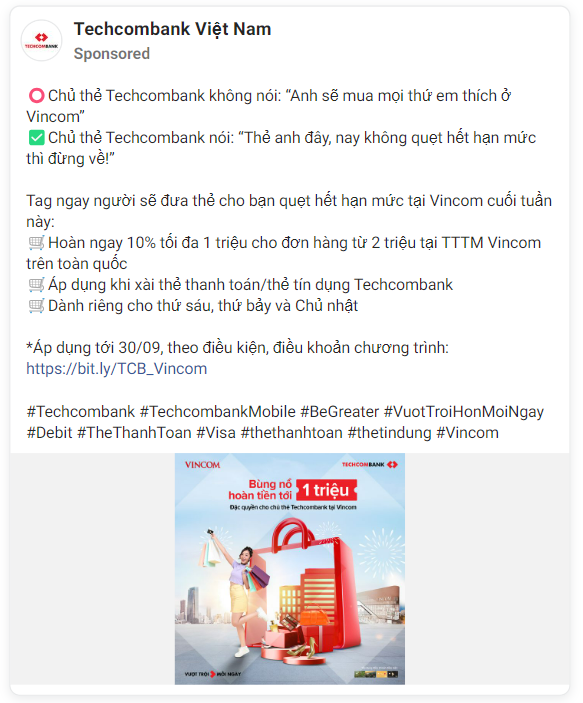 TECHCOMBANK
Techcombank Việt Nam
Sponsored
⭕Chủ thẻ Techcombank không nói: “Anh sẽ mua mọi thứ em thích ở
Vincom”
✅Chủ thẻ Techcombank nói: “Thẻ anh đây, nay không quẹt hết hạn mức
thì đừng về!”
Tag ngay người sẽ đưa thẻ cho bạn quẹt hết hạn mức tại Vincom cuối tuần
này:
🛒Hoàn ngay 10% tối đa 1 triệu cho đơn hàng từ 2 triệu tại TTTM Vincom
trên toàn quốc
🛒Áp dụng khi xài thẻ thanh toán/thẻ tín dụng Techcombank
🛒Dành riêng cho thứ sáu, thứ bảy và Chủ nhật
*Áp dụng tới 30/09, theo điều kiện, điều khoản chương trình:
https://bit.ly/TCB_Vincom
#Techcombank #TechcombankMobile #BeGreater #VuotTroiHonMoiNgay
#Debit #TheThanhToan #Visa #thethanhtoan #thetindung #Vincom
VINCOM
TECHCOMBANK
Bùng nổ
hoàn tiền tới 1 triệu
Đặc quyền cho chủ thẻ Techcombank tại Vincom
VƯỢT TRỘI MỖI NGÀY